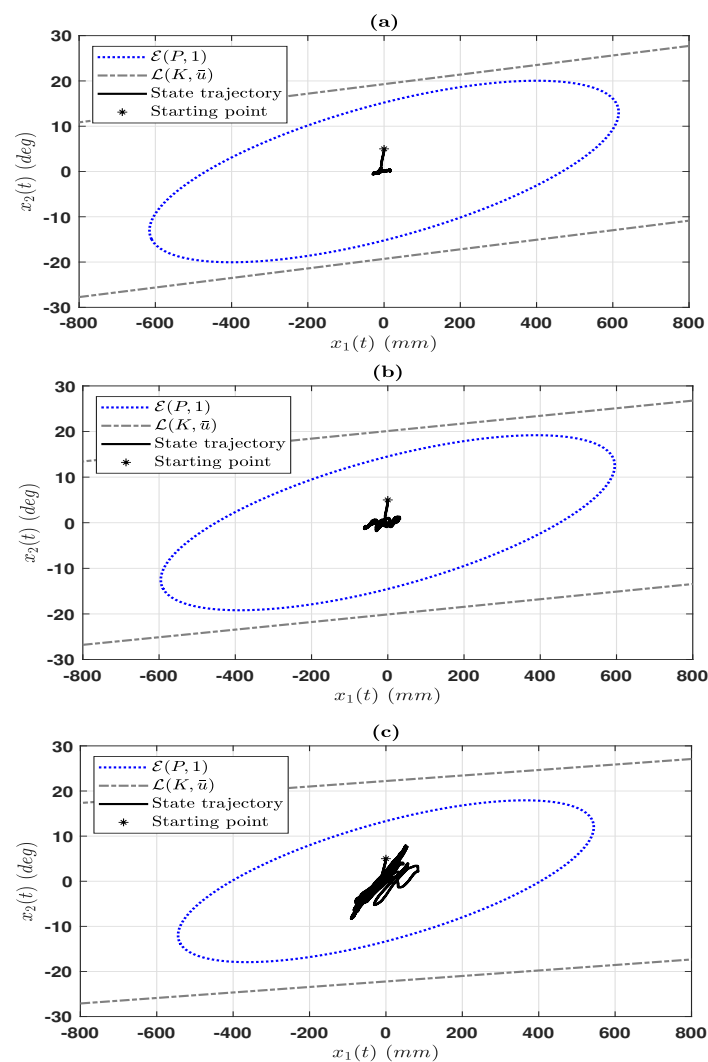 (a)
30
20
10
0
-10
-20
-30
x₂(t) (deg)
ℰ(P, 1)
ℒ(K, ū)
State trajectory
Starting point
-800 -600 -400 -200 0 200 400 600 800
x₁(t) (mm)
(b)
30
20
10
0
-10
-20
-30
x₂(t) (deg)
ℰ(P, 1)
ℒ(K, ū)
State trajectory
Starting point
-800 -600 -400 -200 0 200 400 600 800
x₁(t) (mm)
(c)
30
20
10
0
-10
-20
-30
x₂(t) (deg)
ℰ(P, 1)
ℒ(K, ū)
State trajectory
Starting point
-800 -600 -400 -200 0 200 400 600 800
x₁(t) (mm)